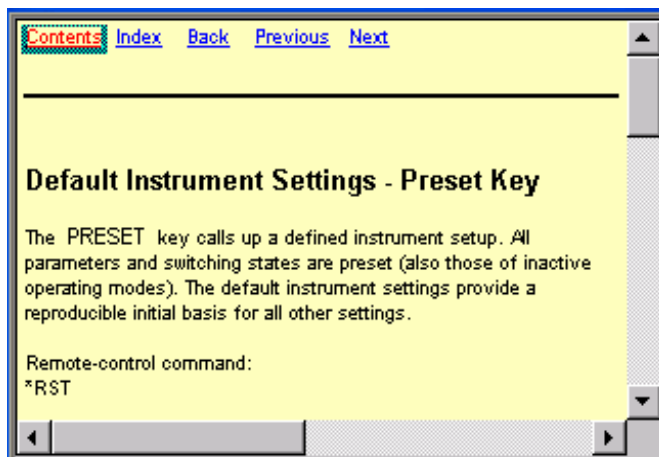 Contents Index Back Previous Next
Default Instrument Settings - Preset Key
The PRESET key calls up a defined instrument setup. All
parameters and switching states are preset (also those of inactive
operating modes). The default instrument settings provide a
reproducible initial basis for all other settings.
Remote-control command:
*RST